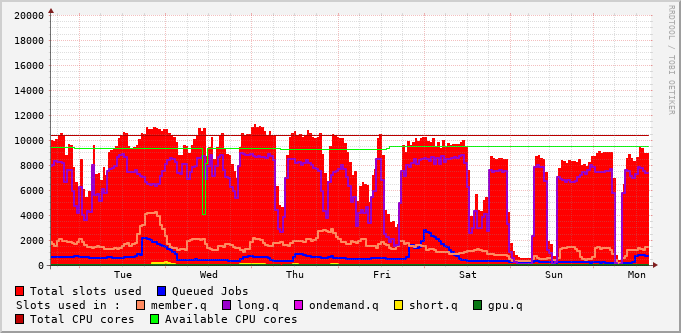 20000
18000
16000
14000
12000
10000
8000
6000
4000
2000
0
Tue Wed Thu Fri Sat Sun Mon
Total slots used Queued Jobs
Slots used in : member.q long.q ondemand.q short.q gpu.q
Total CPU cores Available CPU cores
RRDTOOL / TOBI OETIKER